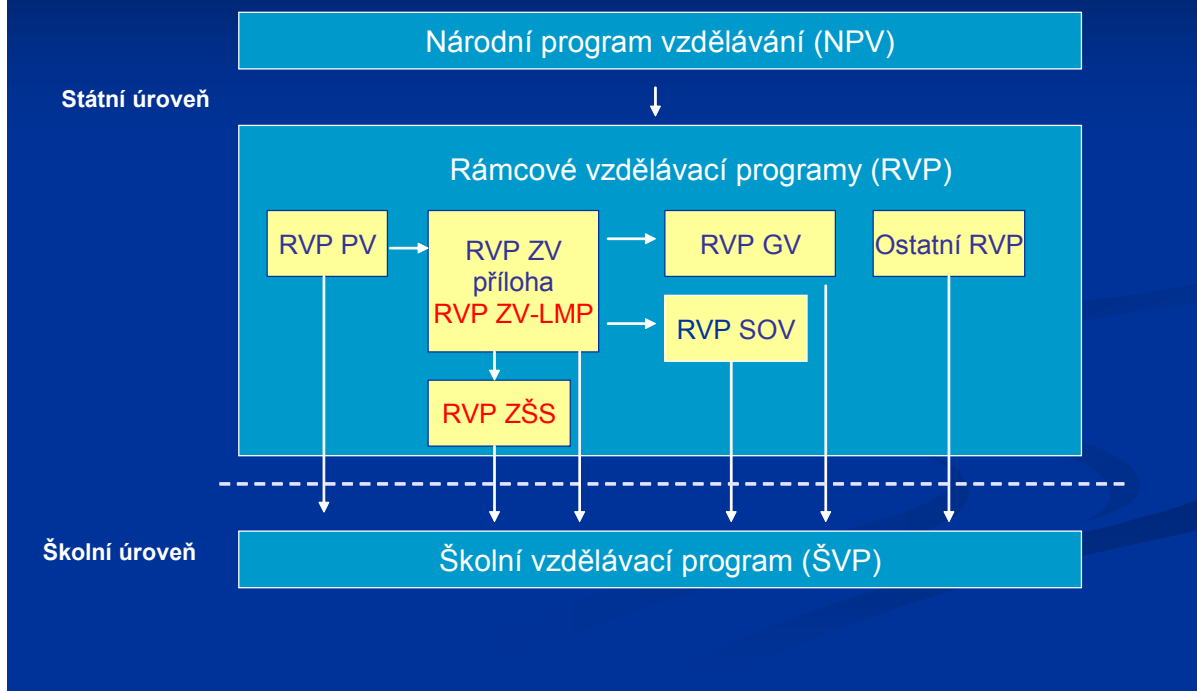 Národní program vzdělávání (NPV)
Státní úroveň
Rámcové vzdělávací programy (RVP)
RVP PV
RVP ZV
příloha
RVP ZV-LMP
RVP GV
Ostatní RVP
RVP SOV
RVP ZŠS
Školní úroveň
Školní vzdělávací program (ŠVP)